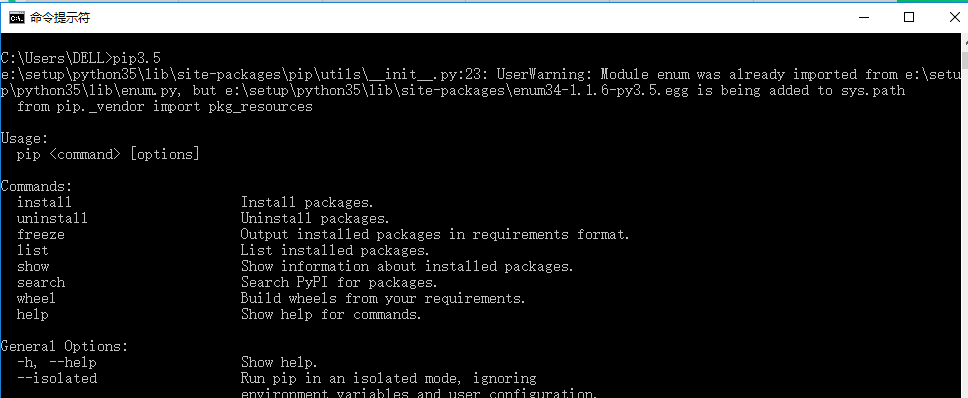 命令提示符
C:\Users\DELL>pip3.5
e:\setup\python35\lib\site-packages\pip\utils\__init__.py:23: UserWarning: Module enum was already imported from e:\setu
p\python35\lib\enum.py, but e:\setup\python35\lib\site-packages\enum34-1.1.6-py3.5.egg is being added to sys.path
  from pip._vendor import pkg_resources
Usage:
  pip <command> [options]
Commands:
  install                     Install packages.
  uninstall                   Uninstall packages.
  freeze                      Output installed packages in requirements format.
  list                        List installed packages.
  show                        Show information about installed packages.
  search                      Search PyPI for packages.
  wheel                       Build wheels from your requirements.
  help                        Show help for commands.
General Options:
  -h, --help                  Show help.
  --isolated                  Run pip in an isolated mode, ignoring
                              environment variables and user configuration.